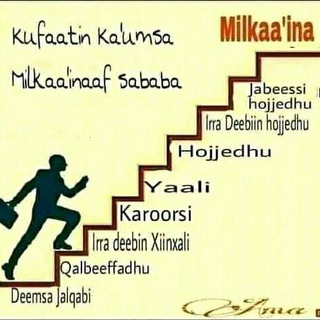 Kufaatin Ka'umsa
Milkaa'inaaf sababa
Milkaa'ina
Jabeessi
hojjedhu
Irra Deebiin hojjedhu
Hojjedhu
Yaali
Karoorsi
Irra deebin Xiinxali
Qalbeeffadhu
Deemsa Jalqabi